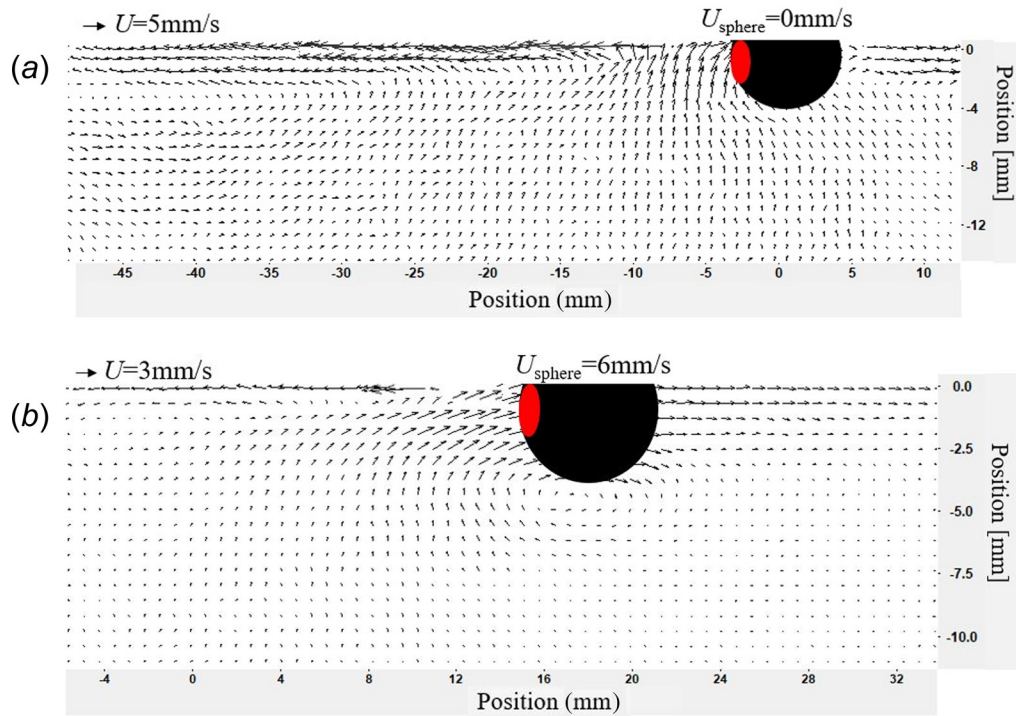 U=5mm/s
U_sphere=0mm/s
(a)
0
-4
-8
-12
Position [mm]
-45 -40 -35 -30 -25 -20 -15 -10 -5 0 5 10
Position (mm)
U=3mm/s
U_sphere=6mm/s
(b)
0.0
-2.5
-5.0
-7.5
-10.0
Position [mm]
-4 0 4 8 12 16 20 24 28 32
Position (mm)